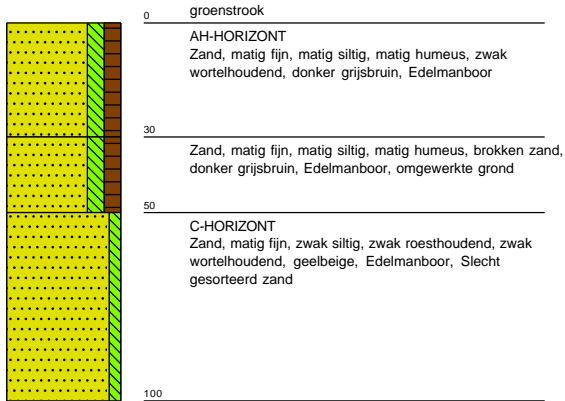 groenstrook
0
AH-HORIZONT
Zand, matig fijn, matig siltig, matig humeus, zwak
wortelhoudend, donker grijsbruin, Edelmanboor
30
Zand, matig fijn, matig siltig, matig humeus, brokken zand,
donker grijsbruin, Edelmanboor, omgewerkte grond
50
C-HORIZONT
Zand, matig fijn, zwak siltig, zwak roesthoudend, zwak
wortelhoudend, geelbeige, Edelmanboor, Slecht
gesorteerd zand
100